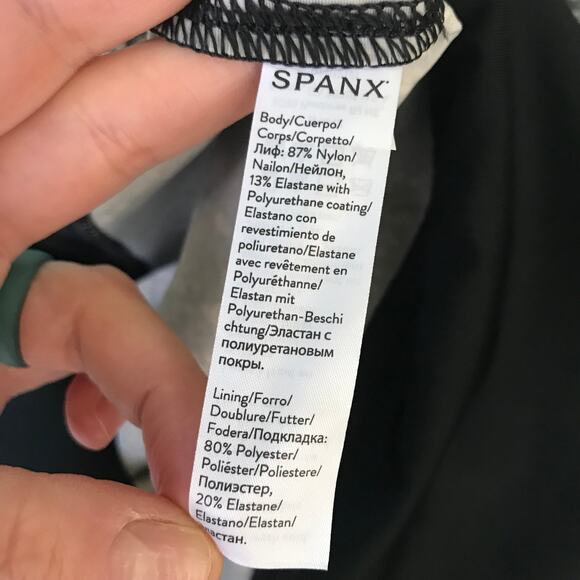 SPANX
Body/Cuerpo/
Corps/Corpetto/
Лиф: 87% Nylon/
Nailon/Нейлон,
13% Elastane with
Polyurethane coating/
Elastano con
revestimiento de
poliuretano/Elastane
avec revêtement en
Polyuréthanne/
Elastan mit
Polyurethan-Beschi
chtung/Эластан с
полиуретановым
покры.
Lining/Forro/
Doublure/Futter/
Fodera/Подкладка:
80% Polyester/
Poliéster/Poliestere/
Полиэстер,
20% Elastane/
Elastano/Elastan/